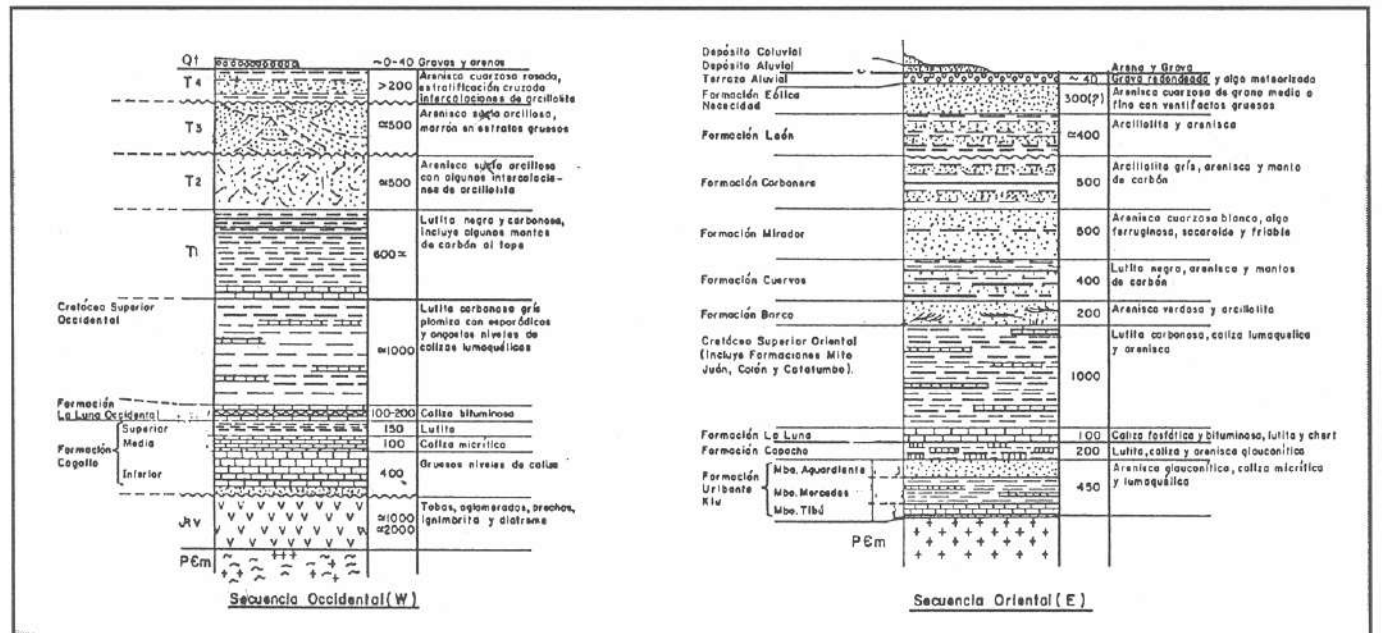 Qt
~0-40
Gravas y arenas
T4
>200
Arenisca cuarzosa rosada,
estratificación cruzada
intercalaciones de arcillolita
T3
≃500
Arenisca sucia arcillosa,
marrón en estratos gruesos
T2
≃500
Arenisca sucia arcillosa
con algunos intercalacio-
nes de arcillolita
T1
600≃
Lutita negra y carbonosa,
incluye algunos mantos
de carbón al tope
Cretáceo Superior
Occidental
≃1000
Lutita carbonosa gris
plomiza con esporádicos
y angostos niveles de
calizas lumaquélicas
Formación
La Luna Occidental
100-200
Caliza bituminosa
Formación
Cogollo
Superior
150
Lutita
Media
100
Caliza micrítica
Inferior
400
Gruesos niveles de caliza
JRV
≃1000
≃2000
Tobas, aglomerados, brechas,
ignimbrita y diatrema
PЄm
Secuencia Occidental (W)
Depósito Coluvial
Depósito Aluvial
Arena y Grava
Terraza Aluvial
~40
Grava redondeada y algo meteorizada
Formación Eólica
Necesidad
300(?)
Arenisca cuarzosa de grano medio a
fino con ventifactos gruesos
Formación León
≃400
Arcillolita y arenisca
Formación Carbonera
500
Arcillolita gris, arenisca y manto
de carbón
Formación Mirador
500
Arenisca cuarzosa blanca, algo
ferruginosa, sacaroide y friable
Formación Cuervos
400
Lutita negra, arenisca y mantos
de carbón
Formación Barco
200
Arenisca verdosa y arcillolita
Cretáceo Superior Oriental
(Incluye Formaciones Mito
Juán, Colón y Catatumbo).
1000
Lutita carbonosa, caliza lumaquélica
y arenisca
Formación La Luna
100
Caliza fosfática y bituminosa, lutita y chert
Formación Capacho
200
Lutita, caliza y arenisca glauconítica
Formación
Uribante
Kiu
Mbo. Aguardiente
Mbo. Mercedes
Mbo. Tibú
450
Arenisca glauconítica, caliza micrítica
y lumaquélica
PЄm
Secuencia Oriental (E)